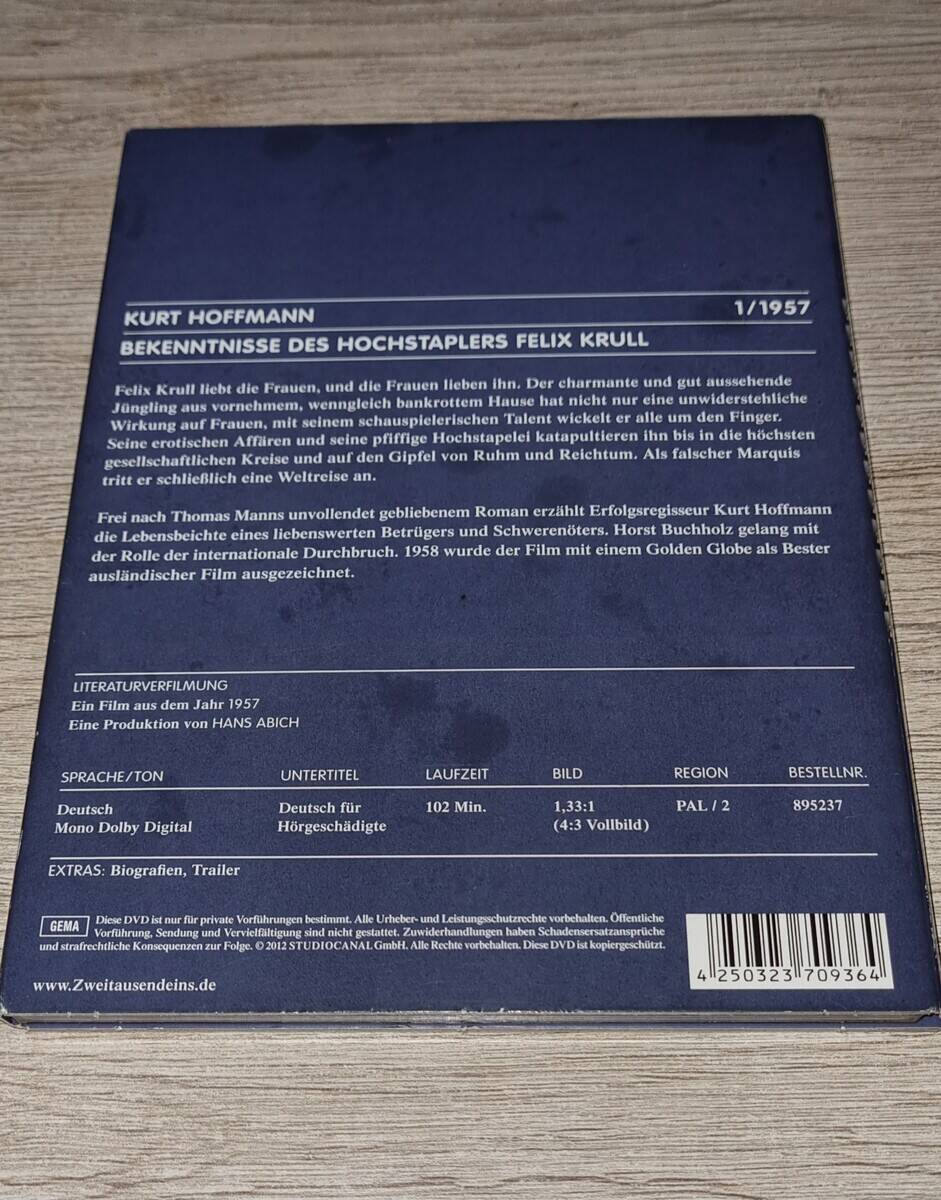 KURT HOFFMANN 1/1957
BEKENNTNISSE DES HOCHSTAPLERS FELIX KRULL
Felix Krull liebt die Frauen, und die Frauen lieben ihn. Der charmante und gut aussehende
Jüngling aus vornehmem, wenngleich bankrottem Hause hat nicht nur eine unwiderstehliche
Wirkung auf Frauen, mit seinem schauspielerischen Talent wickelt er alle um den Finger.
Seine erotischen Affären und seine pfiffige Hochstapelei katapultieren ihn bis in die höchsten
gesellschaftlichen Kreise und auf den Gipfel von Ruhm und Reichtum. Als falscher Marquis
tritt er schließlich eine Weltreise an.
Frei nach Thomas Manns unvollendet gebliebenem Roman erzählt Erfolgsregisseur Kurt Hoffmann
die Lebensbeichte eines liebenswerten Betrügers und Schwerenöters. Horst Buchholz gelang mit
der Rolle der internationale Durchbruch. 1958 wurde der Film mit einem Golden Globe als Bester
ausländischer Film ausgezeichnet.
LITERATURVERFILMUNG
Ein Film aus dem Jahr 1957
Eine Produktion von HANS ABICH
SPRACHE/TON UNTERTITEL LAUFZEIT BILD REGION BESTELLNR.
Deutsch Deutsch für 102 Min. 1,33:1 PAL / 2 895237
Mono Dolby Digital Hörgeschädigte (4:3 Vollbild)
EXTRAS: Biografien, Trailer
GEMA Diese DVD ist nur für private Vorführungen bestimmt. Alle Urheber- und Leistungsschutzrechte vorbehalten. Öffentliche
Vorführung, Sendung und Vervielfältigung sind nicht gestattet. Zuwiderhandlungen haben Schadensersatzansprüche
und strafrechtliche Konsequenzen zur Folge. © 2012 STUDIOCANAL GmbH. Alle Rechte vorbehalten. Diese DVD ist kopiergeschützt.
www.Zweitausendeins.de
4 250323 709364